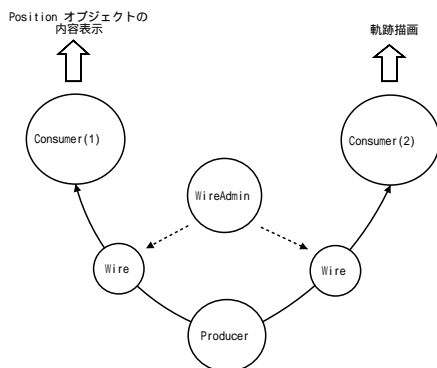 Position オブジェクトの
内容表示
軌跡描画
Consumer(1)
Consumer(2)
WireAdmin
Wire
Wire
Producer